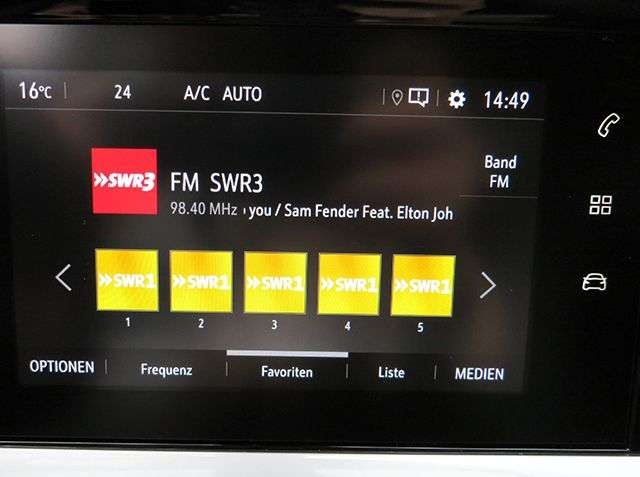 16°C 24 A/C AUTO 14:49
»SWR3 FM SWR3 Band FM
98.40 MHz you / Sam Fender Feat. Elton Joh
»SWR1 »SWR1 »SWR1 »SWR1 »SWR1
1 2 3 4 5
OPTIONEN Frequenz Favoriten Liste MEDIEN